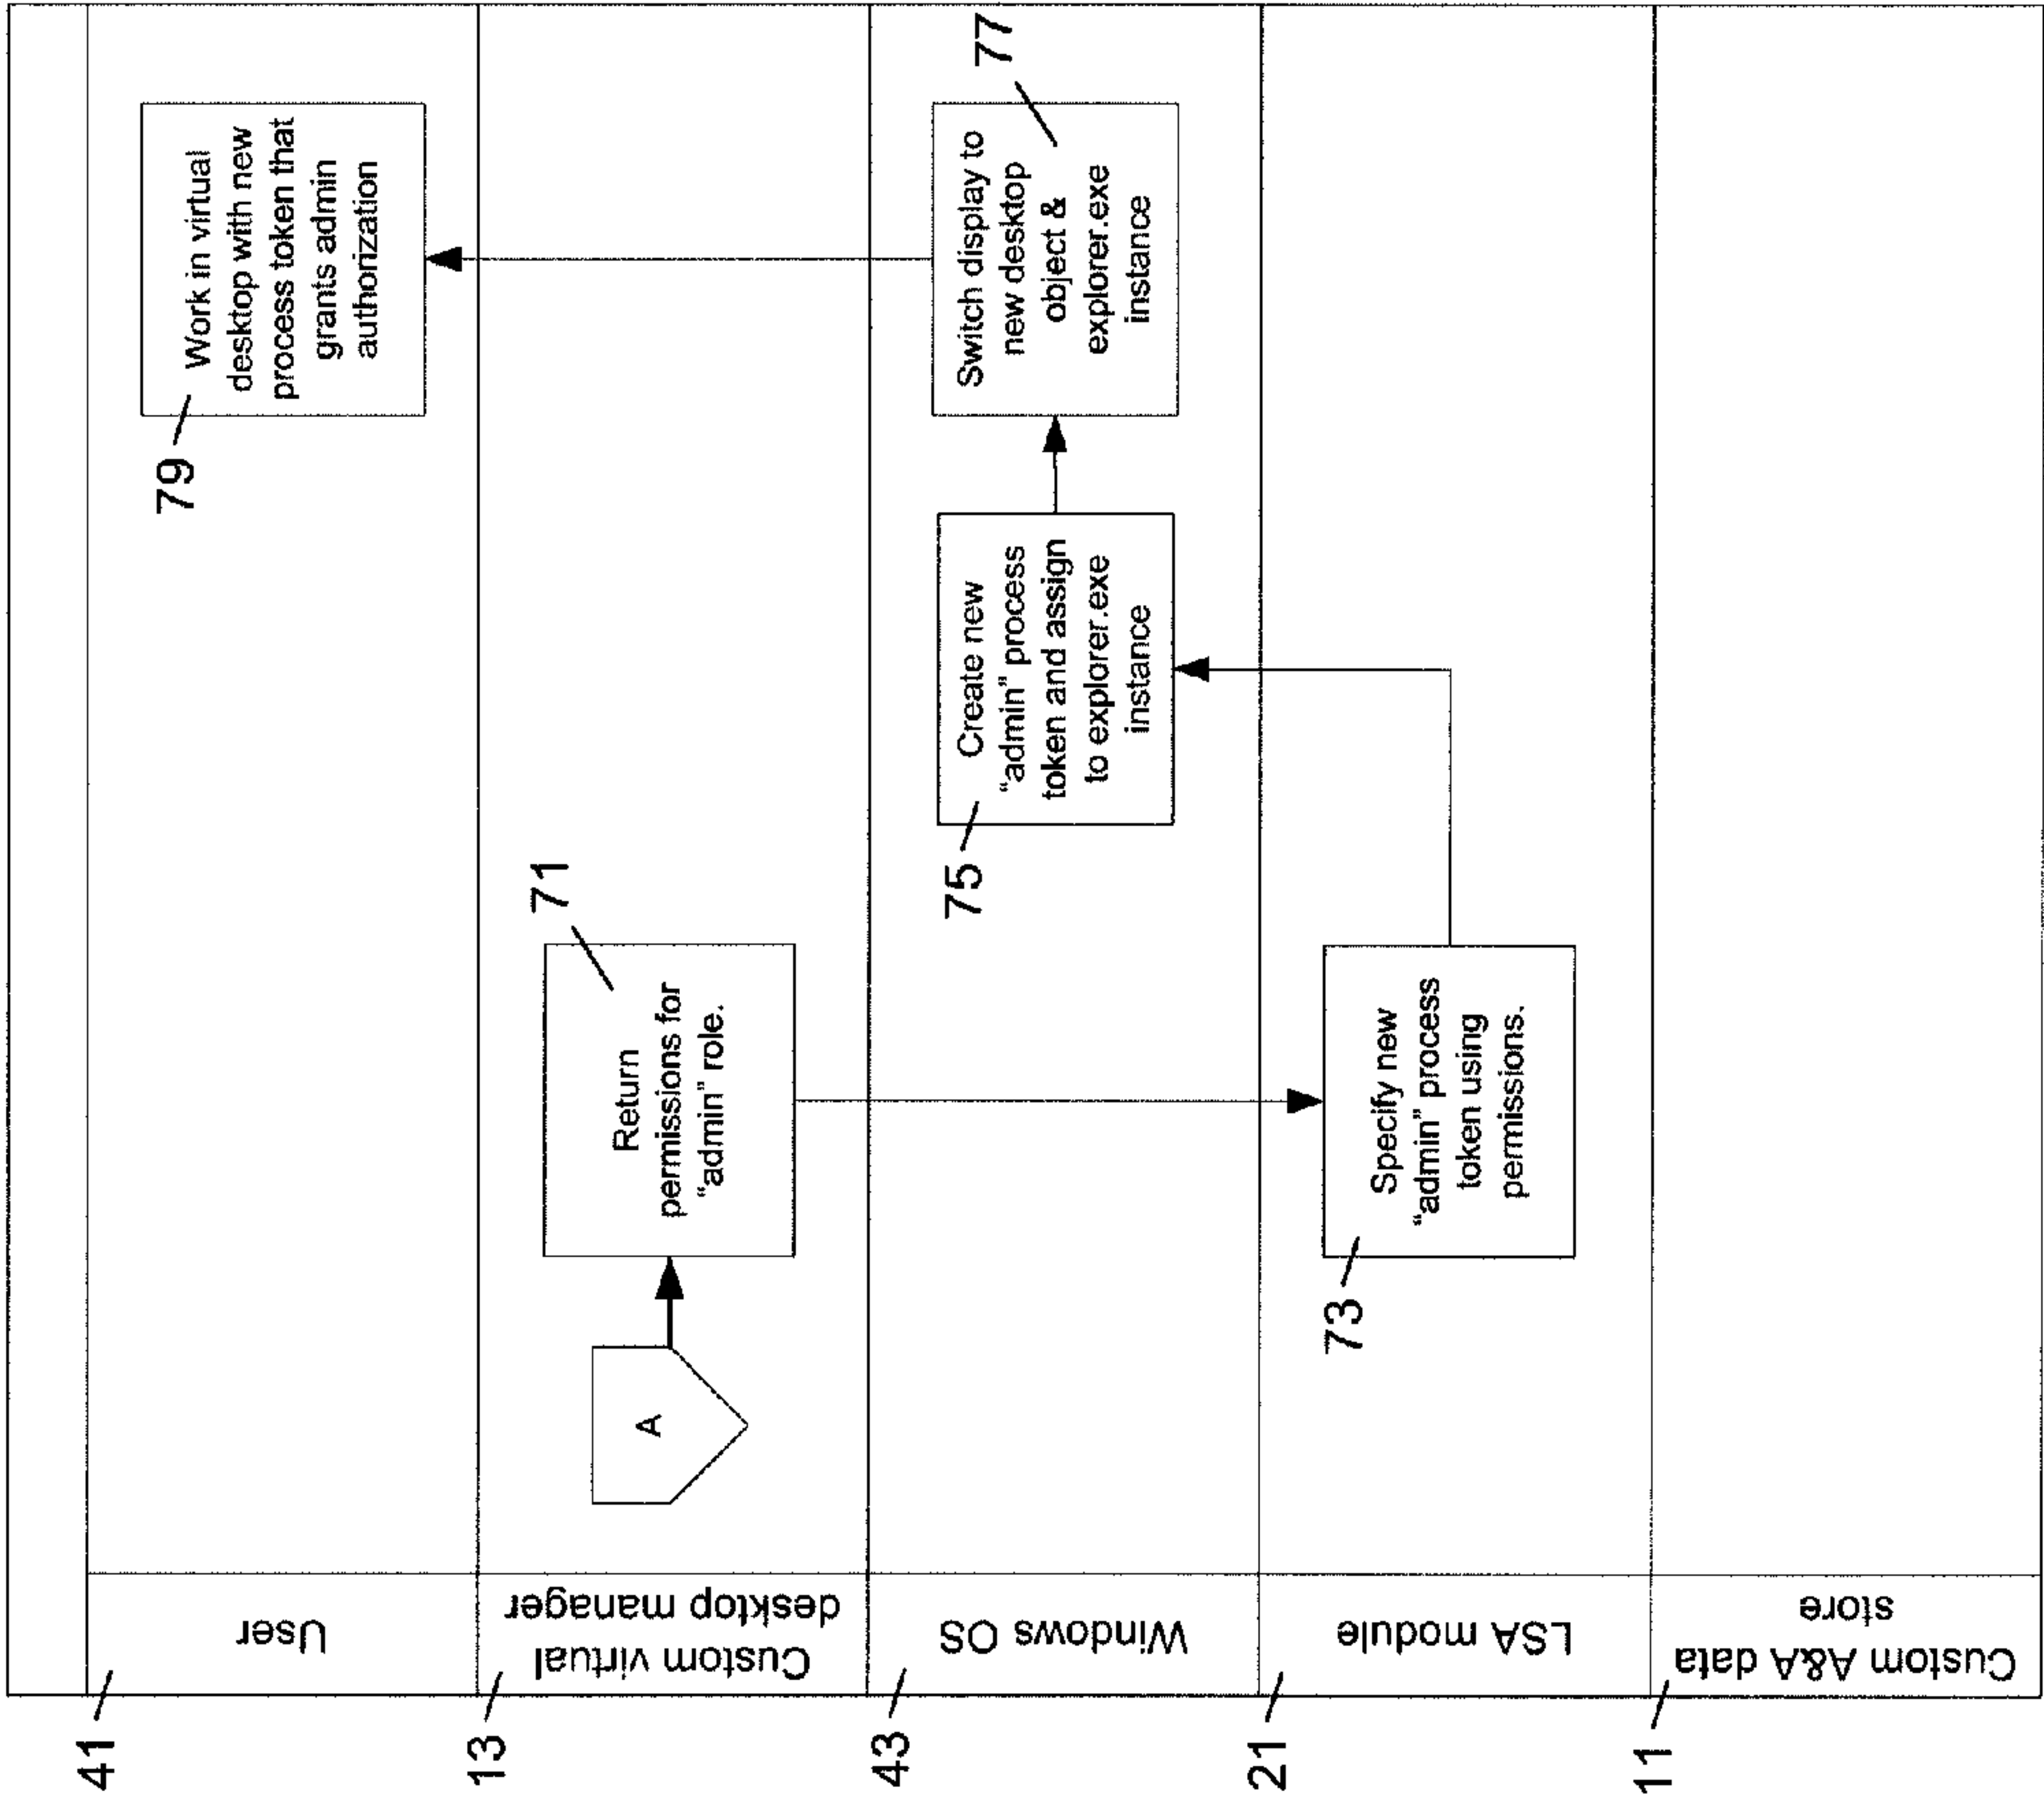 41
User
79
Work in virtual
desktop with new
process token that
grants admin
authorization
13
Custom virtual
desktop manager
A
71
Return
permissions for
“admin” role.
43
Windows OS
75
Create new
“admin” process
token and assign
to explorer.exe
instance
77
Switch display to
new desktop
object &
explorer.exe
instance
21
LSA module
73
Specify new
“admin” process
token using
permissions.
11
Custom A&A data
store